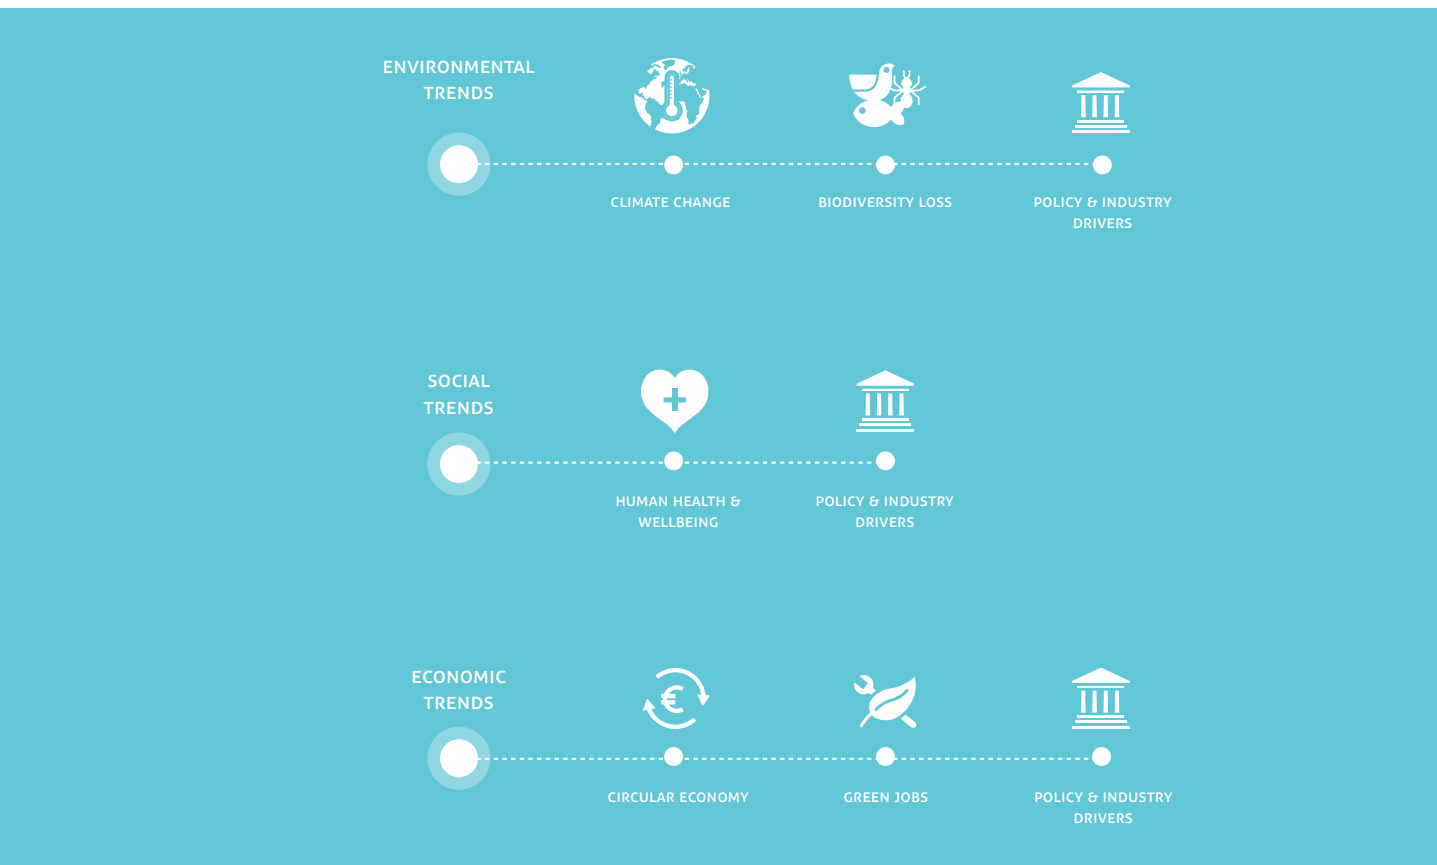 ENVIRONMENTAL
TRENDS
CLIMATE CHANGE
BIODIVERSITY LOSS
POLICY & INDUSTRY
DRIVERS
SOCIAL
TRENDS
HUMAN HEALTH &
WELLBEING
POLICY & INDUSTRY
DRIVERS
ECONOMIC
TRENDS
€
CIRCULAR ECONOMY
GREEN JOBS
POLICY & INDUSTRY
DRIVERS